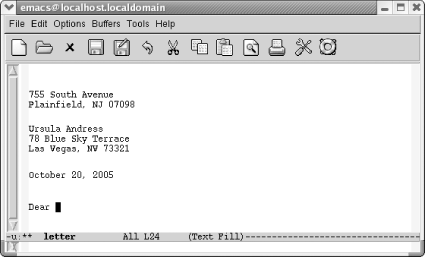 emacs@localhost.localdomain
File Edit Options Buffers Tools Help
755 South Avenue
Plainfield, NJ 07098
Ursula Andress
78 Blue Sky Terrace
Las Vegas, NV 73321
October 20, 2005
Dear
-u:** letter All L24 (Text Fill)